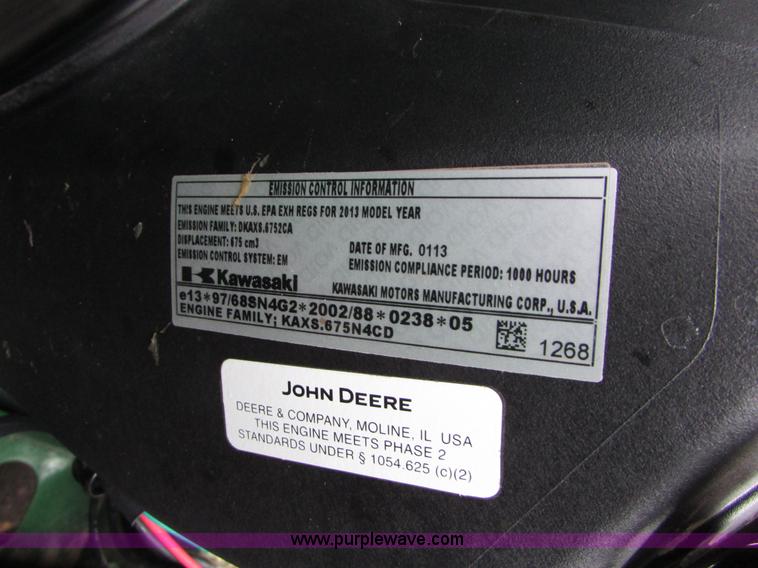 EMISSION CONTROL INFORMATION
THIS ENGINE MEETS U.S. EPA EXH REGS FOR 2013 MODEL YEAR
EMISSION FAMILY: DKAXS.6752CA
DISPLACEMENT: 675 cm3
DATE OF MFG. 0113
EMISSION CONTROL SYSTEM: EM
EMISSION COMPLIANCE PERIOD: 1000 HOURS
Kawasaki
KAWASAKI MOTORS MANUFACTURING CORP., U.S.A.
e13*97/68SN4G2*2002/88*0238*05
ENGINE FAMILY; KAXS.675N4CD
1268
JOHN DEERE
DEERE & COMPANY, MOLINE, IL USA
THIS ENGINE MEETS PHASE 2
STANDARDS UNDER § 1054.625 (c)(2)
www.purplewave.com